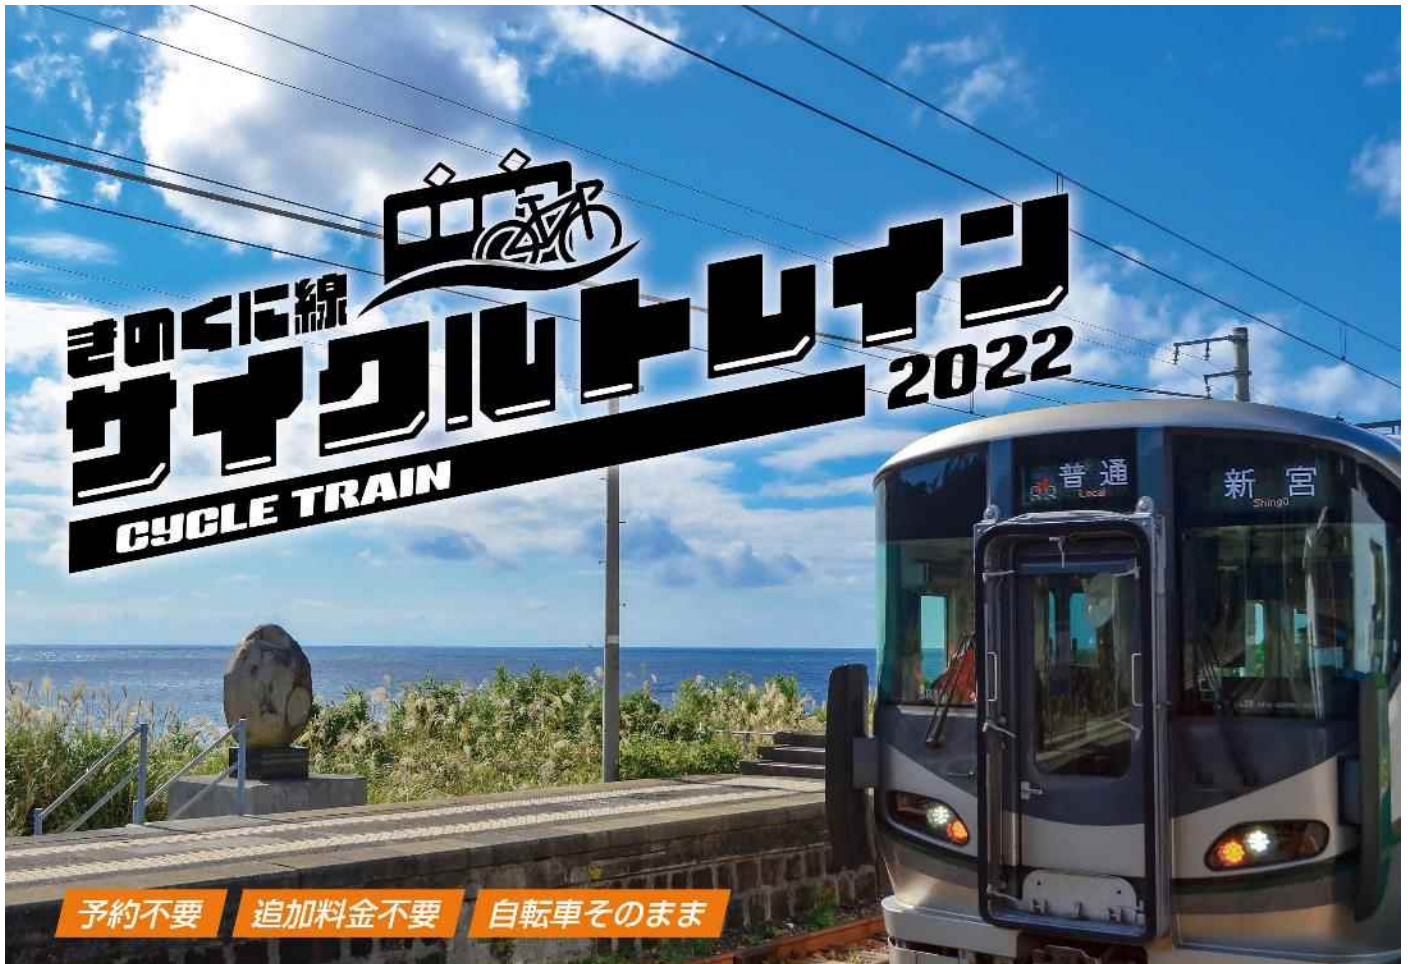 きのくに線
サイクルトレイン
2022
CYCLE TRAIN
普通
Local
新宮
Shingū
予約不要
追加料金不要
自転車そのまま